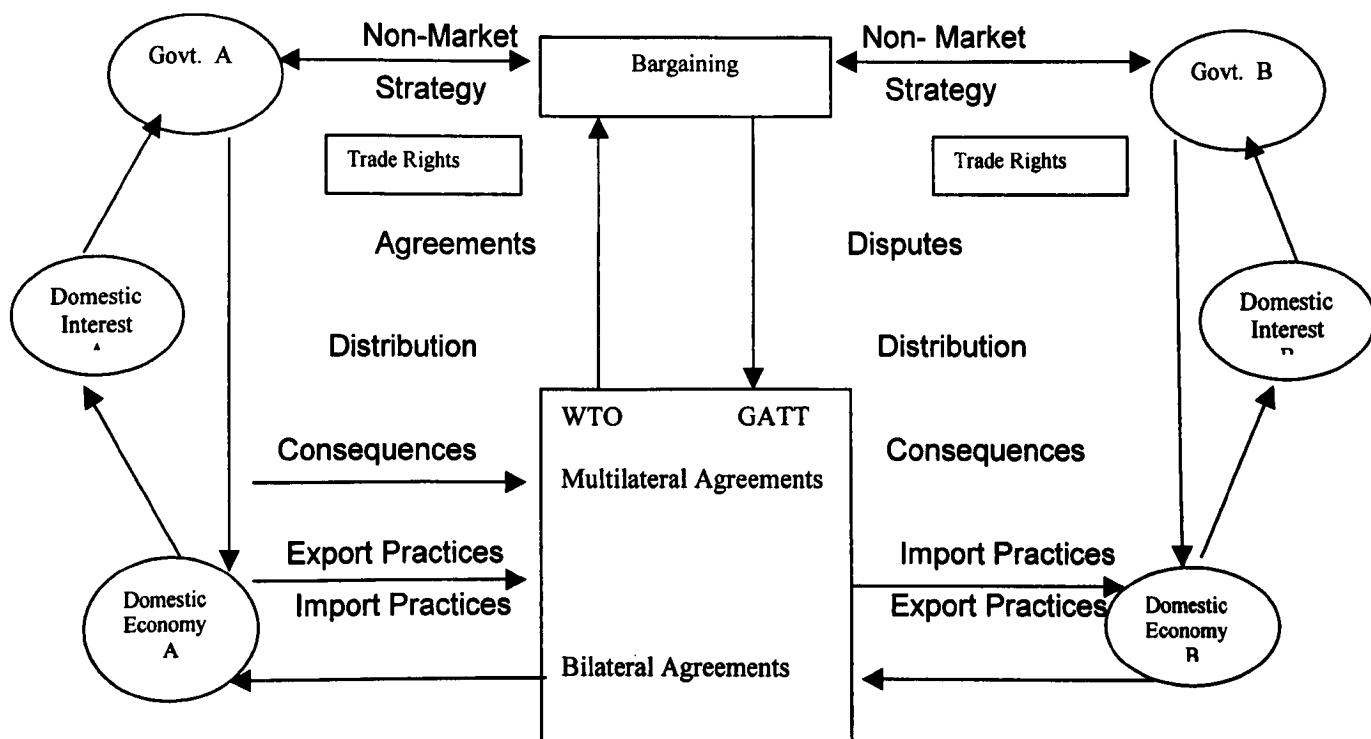 Non-Market
Strategy
Non- Market
Strategy
Govt. A
Bargaining
Govt. B
Trade Rights
Trade Rights
Agreements
Disputes
Domestic
Interest
Domestic
Interest
Distribution
Distribution
WTO
GATT
Consequences
Consequences
Multilateral Agreements
Export Practices
Import Practices
Import Practices
Export Practices
Domestic
Economy
A
Domestic
Economy
B
Bilateral Agreements